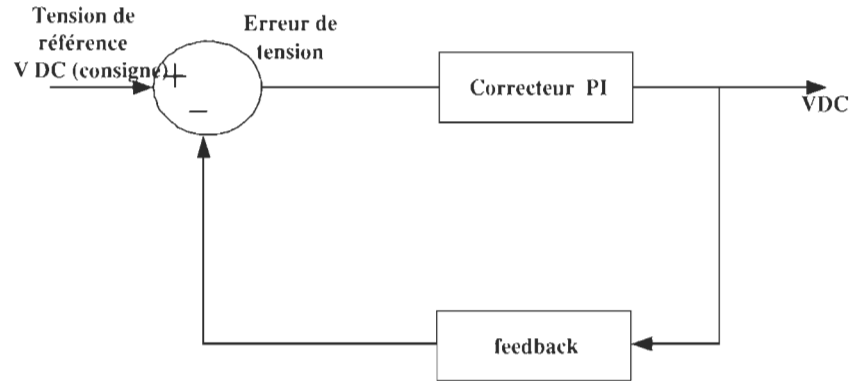 Tension de
référence
V DC (consigne)
+
−
Erreur de
tension
Correcteur PI
VDC
feedback